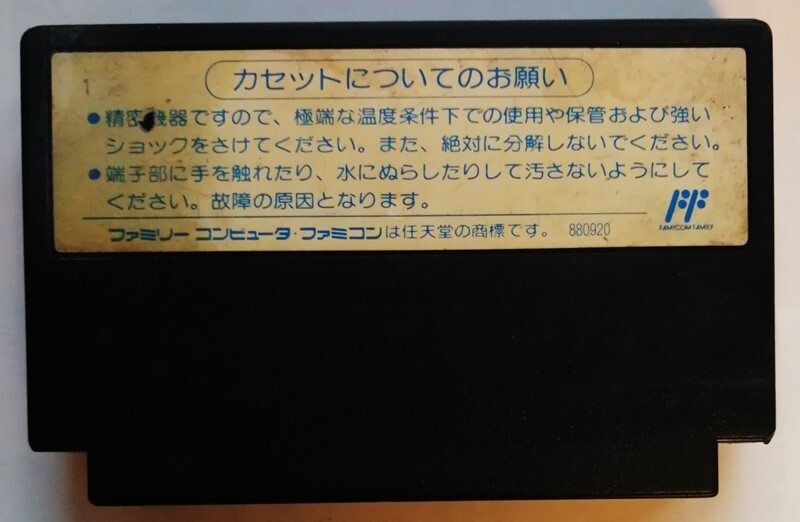 カセットについてのお願い
1 2
●精密機器ですので、極端な温度条件下での使用や保管および強い
ショックをさけてください。また、絶対に分解しないでください。
●端子部に手を触れたり、水にぬらしたりして汚さないようにして
ください。故障の原因となります。
FF
FAMICOM FAMILY
ファミリー コンピュータ・ファミコンは任天堂の商標です。 880920